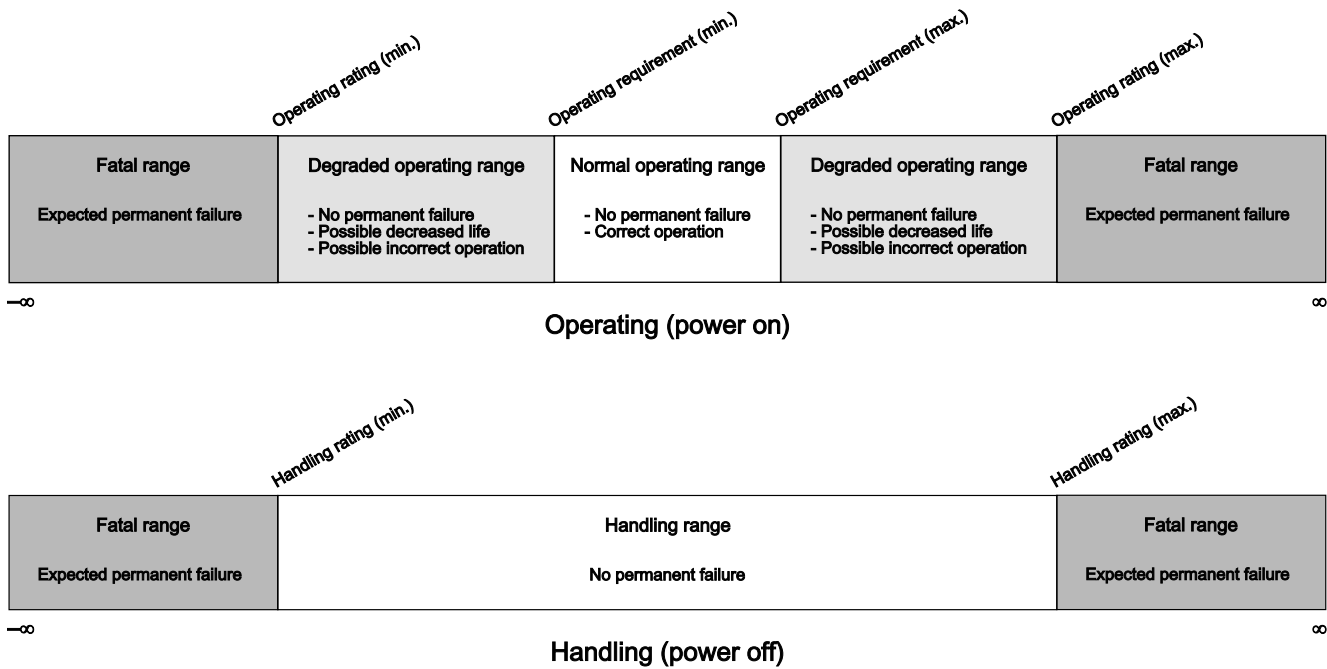 Operating rating (min.)
Operating requirement (min.)
Operating requirement (max.)
Operating rating (max.)
Fatal range
Degraded operating range
Normal operating range
Degraded operating range
Fatal range
Expected permanent failure
- No permanent failure
- Possible decreased life
- Possible incorrect operation
- No permanent failure
- Correct operation
- No permanent failure
- Possible decreased life
- Possible incorrect operation
Expected permanent failure
–∞
∞
Operating (power on)
Handling rating (min.)
Handling rating (max.)
Fatal range
Handling range
Fatal range
Expected permanent failure
No permanent failure
Expected permanent failure
–∞
∞
Handling (power off)